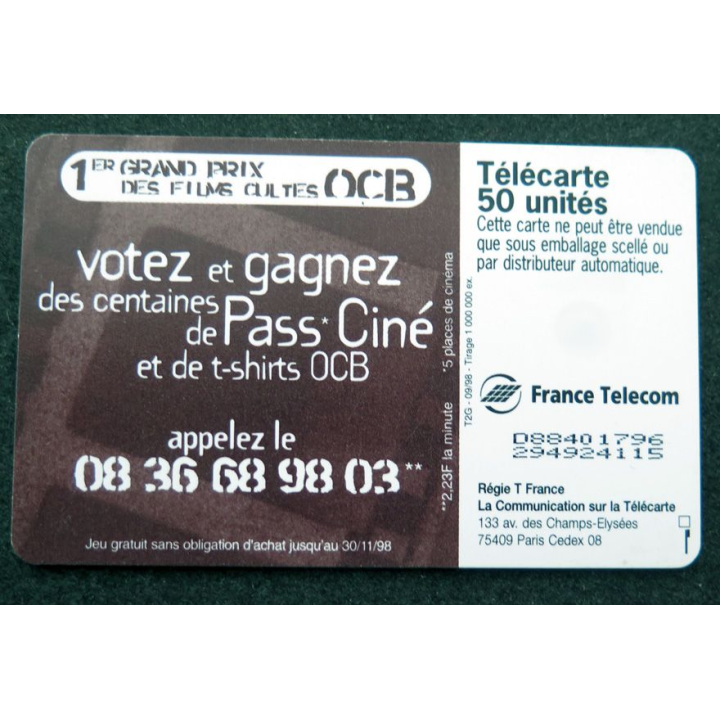 1ER GRAND PRIX
DES FILMS CULTES OCB
votez et gagnez
des centaines
de Pass* Ciné
et de t-shirts OCB
appelez le
08 36 68 98 03**
Jeu gratuit sans obligation d'achat jusqu'au 30/11/98
**2,23F la minute *5 places de cinéma
T2G - 09/98 - Tirage 1 000 000 ex.
Télécarte
50 unités
Cette carte ne peut être vendue
que sous emballage scellé ou
par distributeur automatique.
France Telecom
D88401796
294924115
Régie T France
La Communication sur la Télécarte
133 av. des Champs-Elysées
75409 Paris Cedex 08